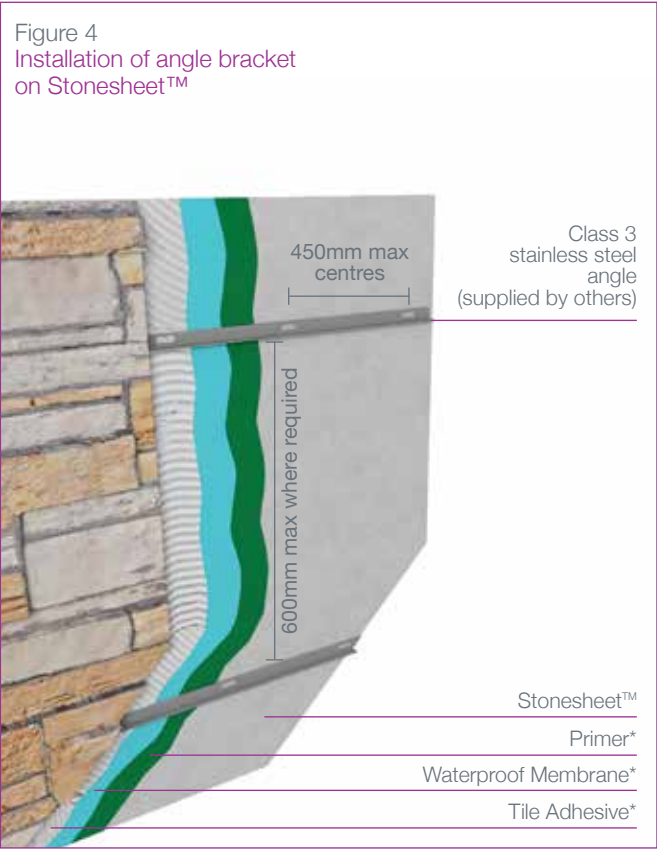 Figure 4
Installation of angle bracket
on Stonesheet™
450mm max
centres
Class 3
stainless steel
angle
(supplied by others)
600mm max where required
Stonesheet™
Primer*
Waterproof Membrane*
Tile Adhesive*